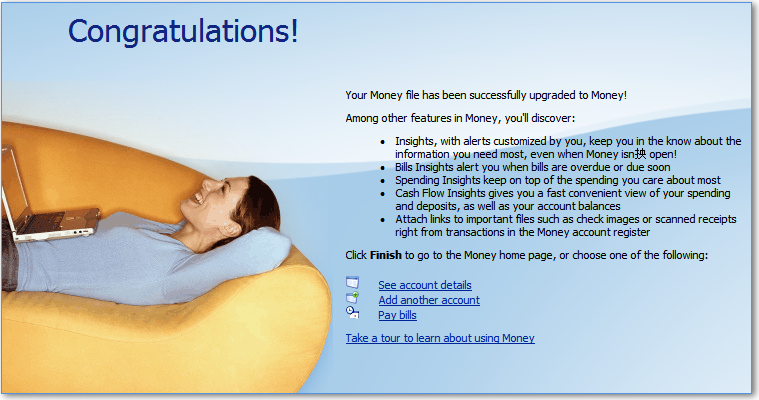 Congratulations!
Your Money file has been successfully upgraded to Money!
Among other features in Money, you'll discover:
• Insights, with alerts customized by you, keep you in the know about the
information you need most, even when Money isn抰 open!
• Bills Insights alert you when bills are overdue or due soon
• Spending Insights keep on top of the spending you care about most
• Cash Flow Insights gives you a fast convenient view of your spending
and deposits, as well as your account balances
• Attach links to important files such as check images or scanned receipts
right from transactions in the Money account register
Click Finish to go to the Money home page, or choose one of the following:
See account details
Add another account
Pay bills
Take a tour to learn about using Money